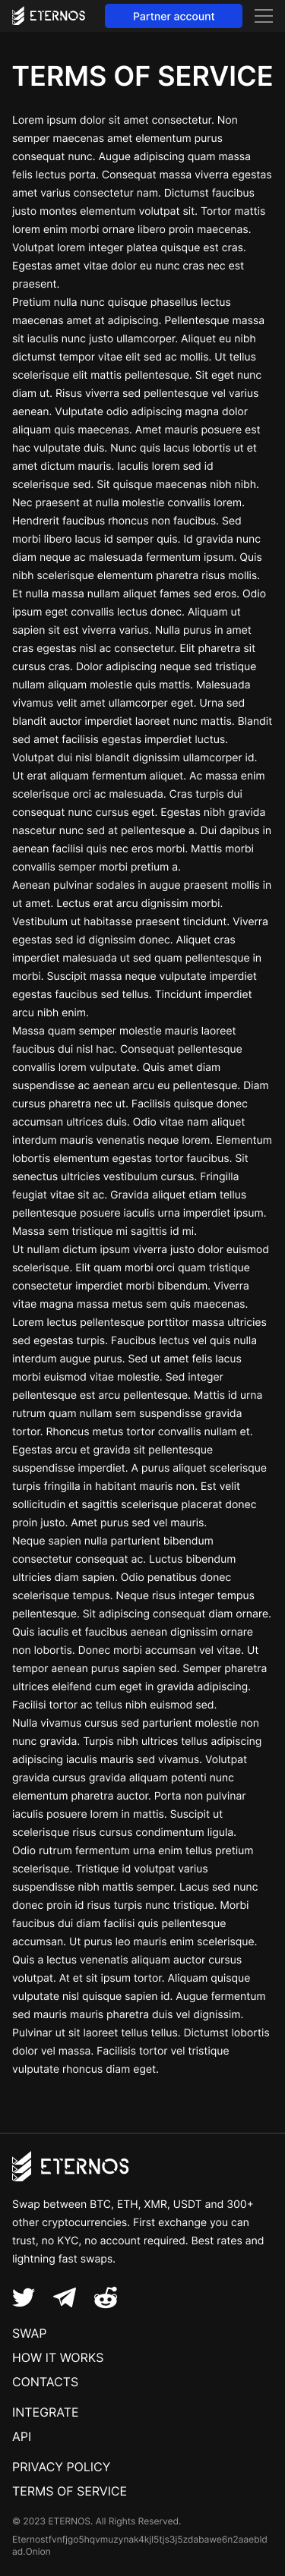 ETERNOS
Partner account
TERMS OF SERVICE
Lorem ipsum dolor sit amet consectetur. Non
semper maecenas amet elementum purus
consequat nunc. Augue adipiscing quam massa
felis lectus porta. Consequat massa viverra egestas
amet varius consectetur nam. Dictumst faucibus
justo montes elementum volutpat sit. Tortor mattis
lorem enim morbi ornare libero proin maecenas.
Volutpat lorem integer platea quisque est cras.
Egestas amet vitae dolor eu nunc cras nec est
praesent.
Pretium nulla nunc quisque phasellus lectus
maecenas amet at adipiscing. Pellentesque massa
sit iaculis nunc justo ullamcorper. Aliquet eu nibh
dictumst tempor vitae elit sed ac mollis. Ut tellus
scelerisque elit mattis pellentesque. Sit eget nunc
diam ut. Risus viverra sed pellentesque vel varius
aenean. Vulputate odio adipiscing magna dolor
aliquam quis maecenas. Amet mauris posuere est
hac vulputate duis. Nunc quis lacus lobortis ut et
amet dictum mauris. Iaculis lorem sed id
scelerisque sed. Sit quisque maecenas nibh nibh.
Nec praesent at nulla molestie convallis lorem.
Hendrerit faucibus rhoncus non faucibus. Sed
morbi libero lacus id semper quis. Id gravida nunc
diam neque ac malesuada fermentum ipsum. Quis
nibh scelerisque elementum pharetra risus mollis.
Et nulla massa nullam aliquet fames sed eros. Odio
ipsum eget convallis lectus donec. Aliquam ut
sapien sit est viverra varius. Nulla purus in amet
cras egestas nisl ac consectetur. Elit pharetra sit
cursus cras. Dolor adipiscing neque sed tristique
nullam aliquam molestie quis mattis. Malesuada
vivamus velit amet ullamcorper eget. Urna sed
blandit auctor imperdiet laoreet nunc mattis. Blandit
sed amet facilisis egestas imperdiet luctus.
Volutpat dui nisl blandit dignissim ullamcorper id.
Ut erat aliquam fermentum aliquet. Ac massa enim
scelerisque orci ac malesuada. Cras turpis dui
consequat nunc cursus eget. Egestas nibh gravida
nascetur nunc sed at pellentesque a. Dui dapibus in
aenean facilisi quis nec eros morbi. Mattis morbi
convallis semper morbi pretium a.
Aenean pulvinar sodales in augue praesent mollis in
ut amet. Lectus erat arcu dignissim morbi.
Vestibulum ut habitasse praesent tincidunt. Viverra
egestas sed id dignissim donec. Aliquet cras
imperdiet malesuada ut sed quam pellentesque in
morbi. Suscipit massa neque vulputate imperdiet
egestas faucibus sed tellus. Tincidunt imperdiet
arcu nibh enim.
Massa quam semper molestie mauris laoreet
faucibus dui nisl hac. Consequat pellentesque
convallis lorem vulputate. Quis amet diam
suspendisse ac aenean arcu eu pellentesque. Diam
cursus pharetra nec ut. Facilisis quisque donec
accumsan ultrices duis. Odio vitae nam aliquet
interdum mauris venenatis neque lorem. Elementum
lobortis elementum egestas tortor faucibus. Sit
senectus ultricies vestibulum cursus. Fringilla
feugiat vitae sit ac. Gravida aliquet etiam tellus
pellentesque posuere iaculis urna imperdiet ipsum.
Massa sem tristique mi sagittis id mi.
Ut nullam dictum ipsum viverra justo dolor euismod
scelerisque. Elit quam morbi orci quam tristique
consectetur imperdiet morbi bibendum. Viverra
vitae magna massa metus sem quis maecenas.
Lorem lectus pellentesque porttitor massa ultricies
sed egestas turpis. Faucibus lectus vel quis nulla
interdum augue purus. Sed ut amet felis lacus
morbi euismod vitae molestie. Sed integer
pellentesque est arcu pellentesque. Mattis id urna
rutrum quam nullam sem suspendisse gravida
tortor. Rhoncus metus tortor convallis nullam et.
Egestas arcu et gravida sit pellentesque
suspendisse imperdiet. A purus aliquet scelerisque
turpis fringilla in habitant mauris non. Est velit
sollicitudin et sagittis scelerisque placerat donec
proin justo. Amet purus sed vel mauris.
Neque sapien nulla parturient bibendum
consectetur consequat ac. Luctus bibendum
ultricies diam sapien. Odio penatibus donec
scelerisque tempus. Neque risus integer tempus
pellentesque. Sit adipiscing consequat diam ornare.
Quis iaculis et faucibus aenean dignissim ornare
non lobortis. Donec morbi accumsan vel vitae. Ut
tempor aenean purus sapien sed. Semper pharetra
ultrices eleifend cum eget in gravida adipiscing.
Facilisi tortor ac tellus nibh euismod sed.
Nulla vivamus cursus sed parturient molestie non
nunc gravida. Turpis nibh ultrices tellus adipiscing
adipiscing iaculis mauris sed vivamus. Volutpat
gravida cursus gravida aliquam potenti nunc
elementum pharetra auctor. Porta non pulvinar
iaculis posuere lorem in mattis. Suscipit ut
scelerisque risus cursus condimentum ligula.
Odio rutrum fermentum urna enim tellus pretium
scelerisque. Tristique id volutpat varius
suspendisse nibh mattis semper. Lacus sed nunc
donec proin id risus turpis nunc tristique. Morbi
faucibus dui diam facilisi quis pellentesque
accumsan. Ut purus leo mauris enim scelerisque.
Quis a lectus venenatis aliquam auctor cursus
volutpat. At et sit ipsum tortor. Aliquam quisque
vulputate nisl quisque sapien id. Augue fermentum
sed mauris mauris pharetra duis vel dignissim.
Pulvinar ut sit laoreet tellus tellus. Dictumst lobortis
dolor vel massa. Facilisis tortor vel tristique
vulputate rhoncus diam eget.
ETERNOS
Swap between BTC, ETH, XMR, USDT and 300+
other cryptocurrencies. First exchange you can
trust, no KYC, no account required. Best rates and
lightning fast swaps.
SWAP
HOW IT WORKS
CONTACTS
INTEGRATE
API
PRIVACY POLICY
TERMS OF SERVICE
© 2023 ETERNOS. All Rights Reserved.
Eternostfvnfjgo5hqvmuzynak4kjl5tjs3j5zdabawe6n2aaebld
ad.Onion